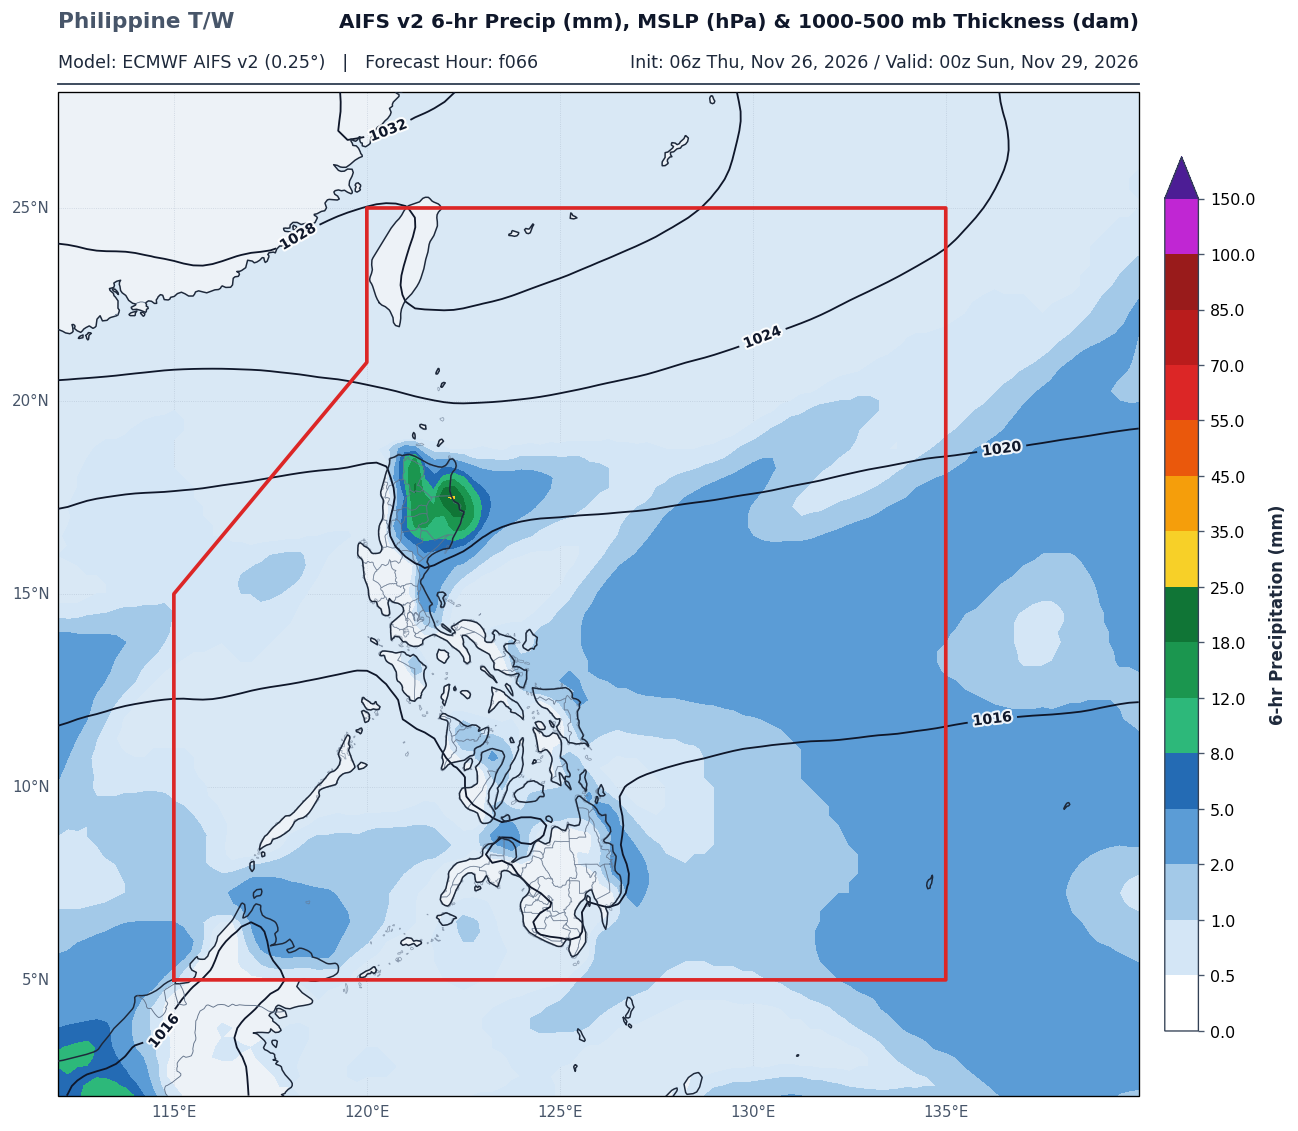 Philippine T/W
AIFS v2 6-hr Precip (mm), MSLP (hPa) & 1000-500 mb Thickness (dam)
Model: ECMWF AIFS v2 (0.25°) | Forecast Hour: f066
Init: 06z Thu, Nov 26, 2026 / Valid: 00z Sun, Nov 29, 2026
1032
1028
1024
1020
1016
1016
25°N
20°N
15°N
10°N
5°N
115°E
120°E
125°E
130°E
135°E
150.0
100.0
85.0
70.0
55.0
45.0
35.0
25.0
18.0
12.0
8.0
5.0
2.0
1.0
0.5
0.0
6-hr Precipitation (mm)